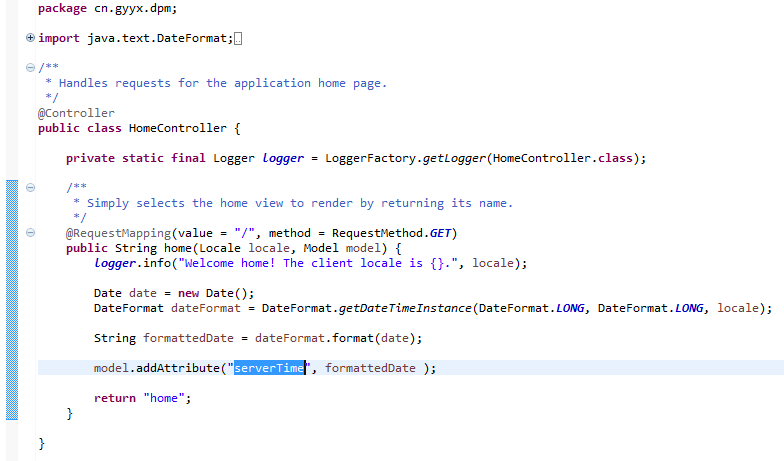 package cn.gyyx.dpm;
import java.text.DateFormat;
/**
* Handles requests for the application home page.
*/
@Controller
public class HomeController {
private static final Logger logger = LoggerFactory.getLogger(HomeController.class);
/**
* Simply selects the home view to render by returning its name.
*/
@RequestMapping(value = "/", method = RequestMethod.GET)
public String home(Locale locale, Model model) {
logger.info("Welcome home! The client locale is {}.", locale);
Date date = new Date();
DateFormat dateFormat = DateFormat.getDateTimeInstance(DateFormat.LONG, DateFormat.LONG, locale);
String formattedDate = dateFormat.format(date);
model.addAttribute("serverTime", formattedDate );
return "home";
}
}